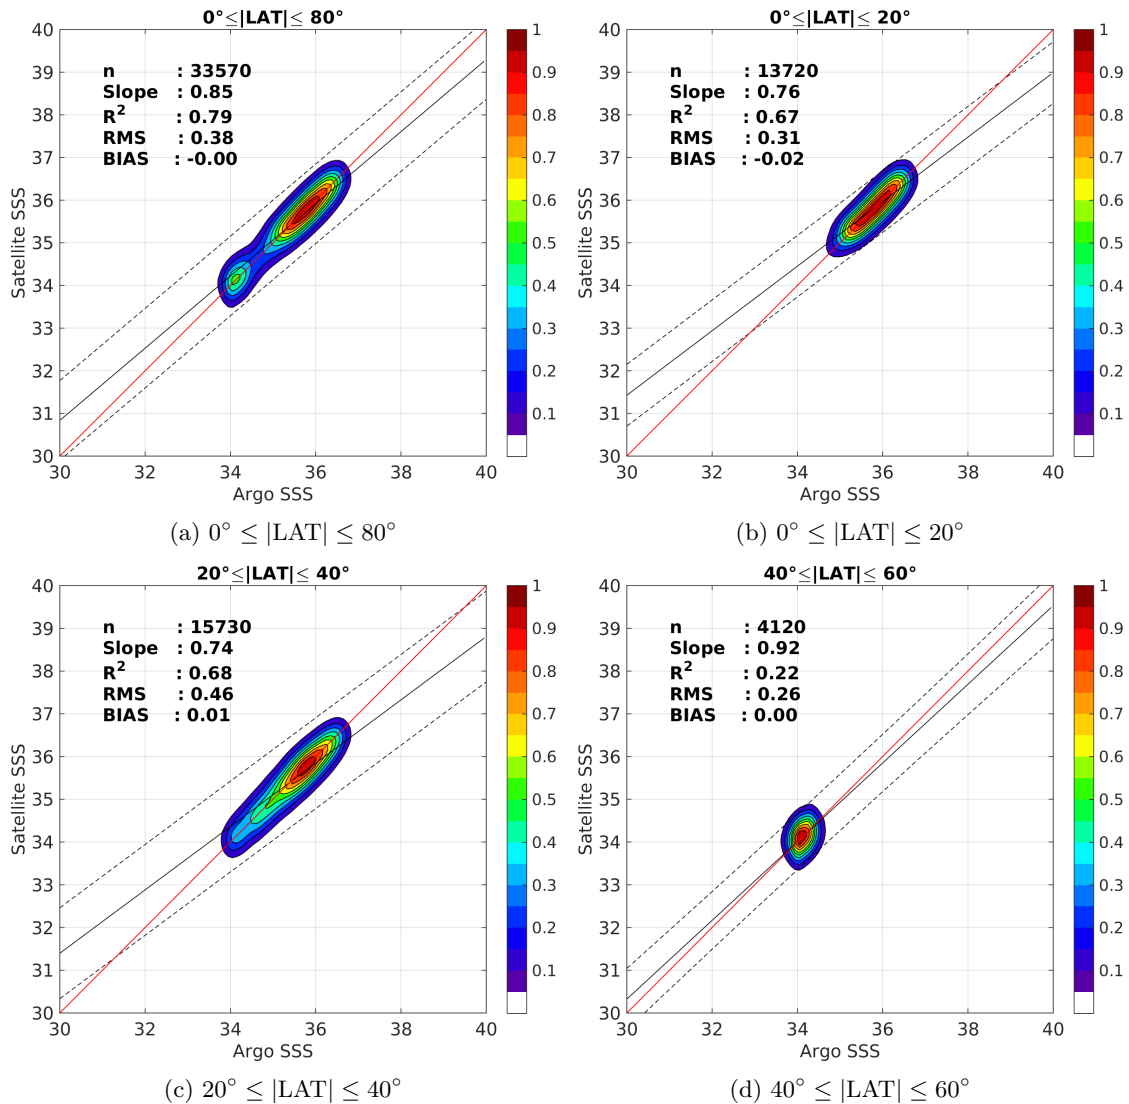 0°≤|LAT|≤ 80°
n : 33570
Slope : 0.85
R2 : 0.79
RMS : 0.38
BIAS : -0.00
40
39
38
37
36
35
34
33
32
31
30
30 32 34 36 38 40
Satellite SSS
Argo SSS
1
0.9
0.8
0.7
0.6
0.5
0.4
0.3
0.2
0.1
(a) 0° ≤ |LAT| ≤ 80°
0°≤|LAT|≤ 20°
n : 13720
Slope : 0.76
R2 : 0.67
RMS : 0.31
BIAS : -0.02
40
39
38
37
36
35
34
33
32
31
30
30 32 34 36 38 40
Satellite SSS
Argo SSS
1
0.9
0.8
0.7
0.6
0.5
0.4
0.3
0.2
0.1
(b) 0° ≤ |LAT| ≤ 20°
20°≤|LAT|≤ 40°
n : 15730
Slope : 0.74
R2 : 0.68
RMS : 0.46
BIAS : 0.01
40
39
38
37
36
35
34
33
32
31
30
30 32 34 36 38 40
Satellite SSS
Argo SSS
1
0.9
0.8
0.7
0.6
0.5
0.4
0.3
0.2
0.1
(c) 20° ≤ |LAT| ≤ 40°
40°≤|LAT|≤ 60°
n : 4120
Slope : 0.92
R2 : 0.22
RMS : 0.26
BIAS : 0.00
40
39
38
37
36
35
34
33
32
31
30
30 32 34 36 38 40
Satellite SSS
Argo SSS
1
0.9
0.8
0.7
0.6
0.5
0.4
0.3
0.2
0.1
(d) 40° ≤ |LAT| ≤ 60°